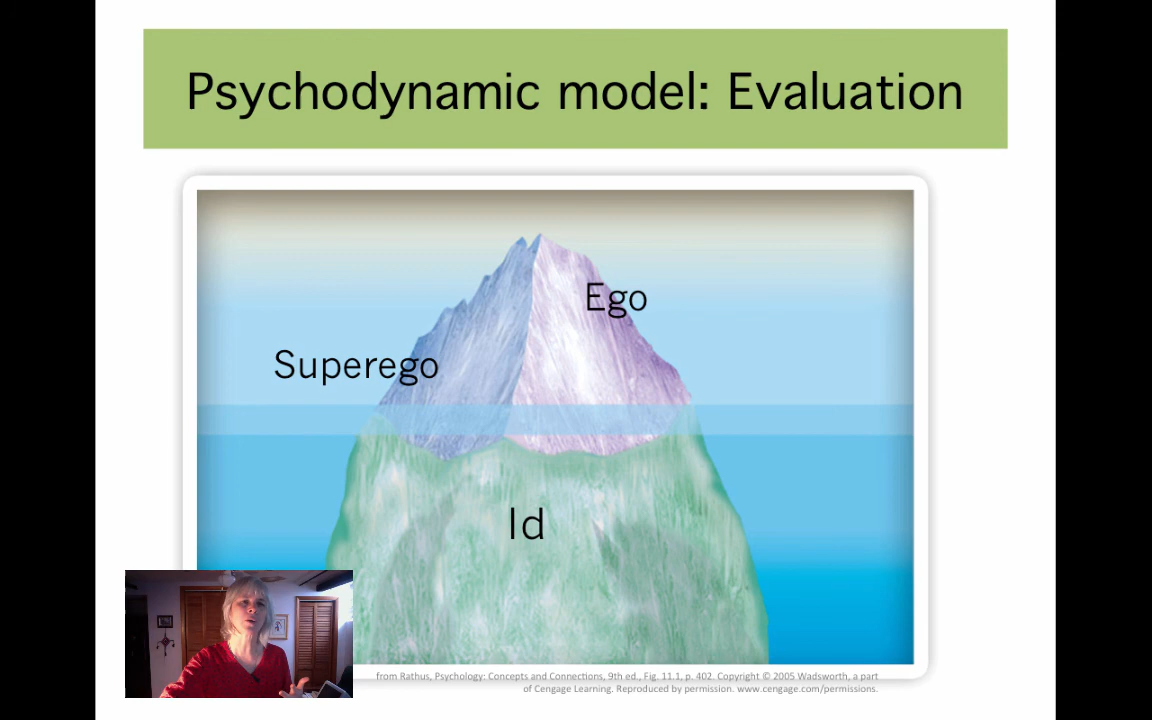 Psychodynamic model: Evaluation
Ego
Superego
Id
from Rathus, Psychology: Concepts and Connections, 9th ed., Fig. 11.1, p. 402. Copyright © 2005 Wadsworth, a part
of Cengage Learning. Reproduced by permission. www.cengage.com/permissions.